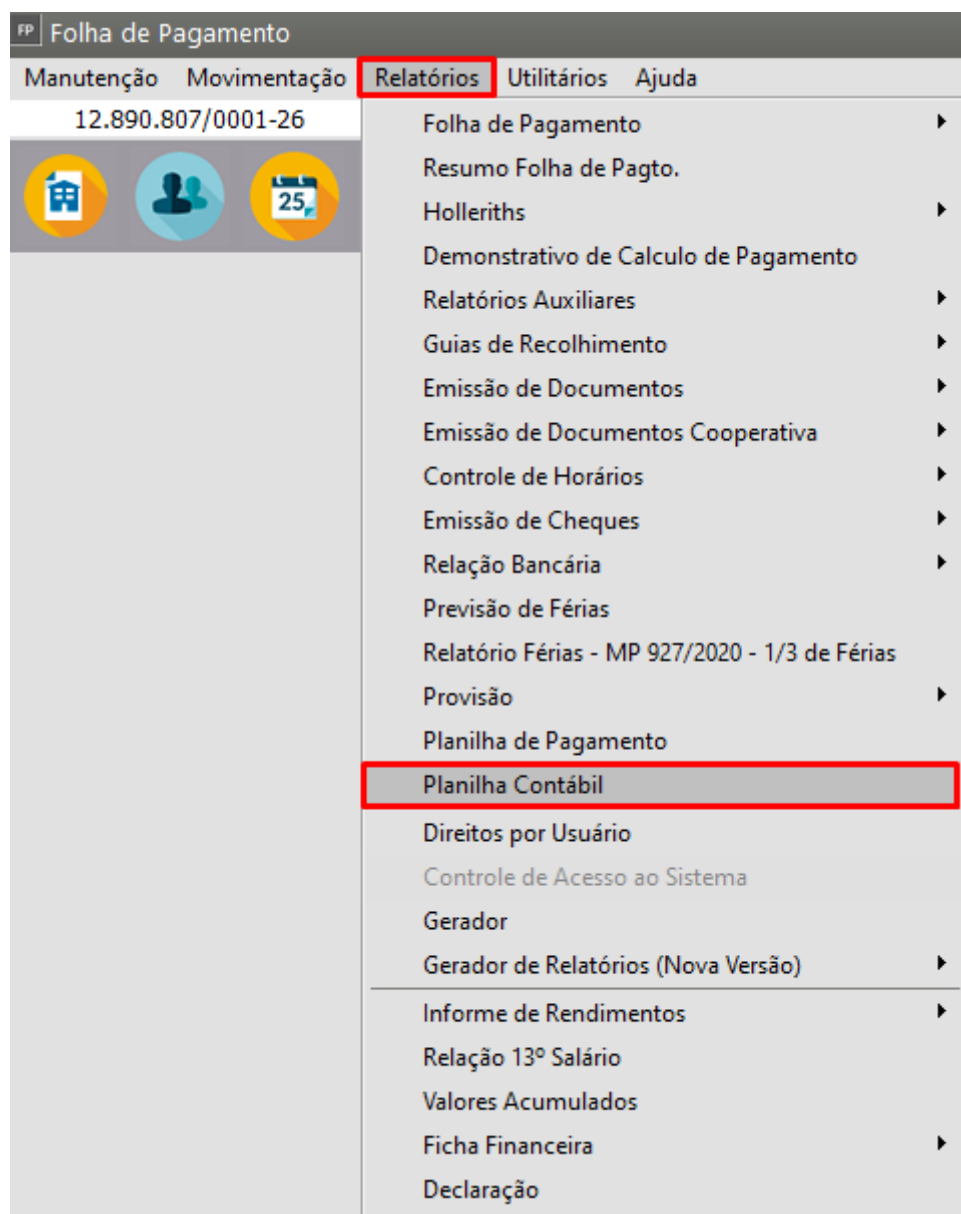 FP Folha de Pagamento
Manutenção Movimentação Relatórios Utilitários Ajuda
12.890.807/0001-26
25
Folha de Pagamento
Resumo Folha de Pagto.
Holleriths
Demonstrativo de Calculo de Pagamento
Relatórios Auxiliares
Guias de Recolhimento
Emissão de Documentos
Emissão de Documentos Cooperativa
Controle de Horários
Emissão de Cheques
Relação Bancária
Previsão de Férias
Relatório Férias - MP 927/2020 - 1/3 de Férias
Provisão
Planilha de Pagamento
Planilha Contábil
Direitos por Usuário
Controle de Acesso ao Sistema
Gerador
Gerador de Relatórios (Nova Versão)
Informe de Rendimentos
Relação 13º Salário
Valores Acumulados
Ficha Financeira
Declaração